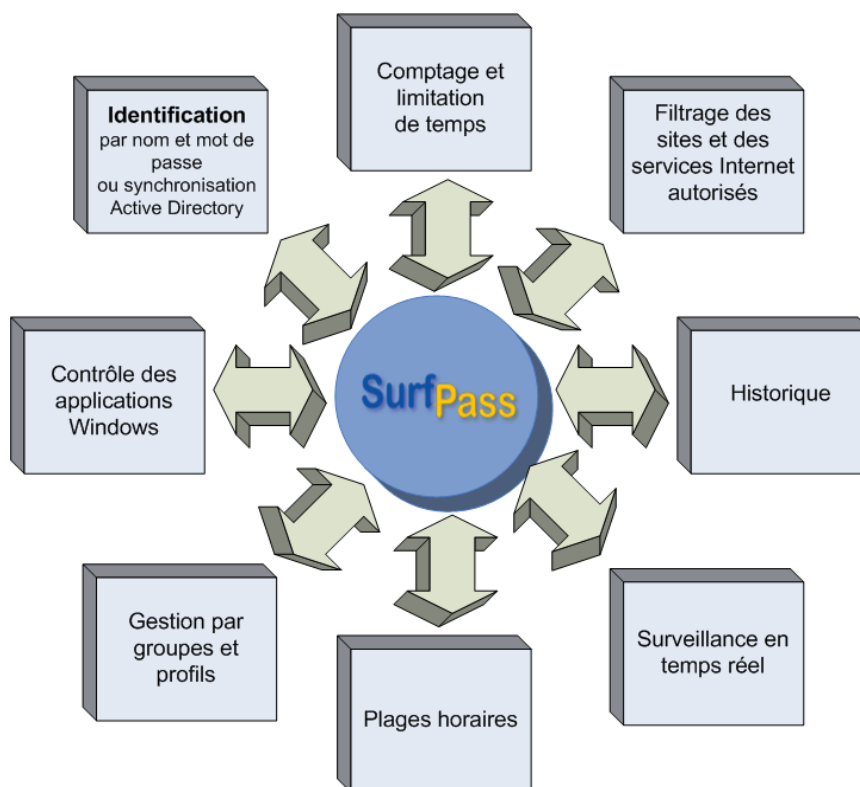 Comptage et
limitation
de temps
Identification
par nom et mot de
passe
ou synchronisation
Active Directory
Filtrage des
sites et des
services Internet
autorisés
Contrôle des
applications
Windows
SurfPass
Historique
Gestion par
groupes et
profils
Surveillance en
temps réel
Plages horaires